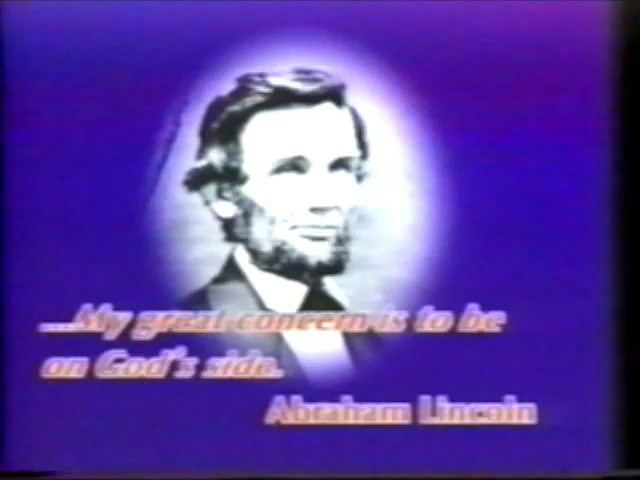 ...My great concern is to be
on God's side.
Abraham Lincoln